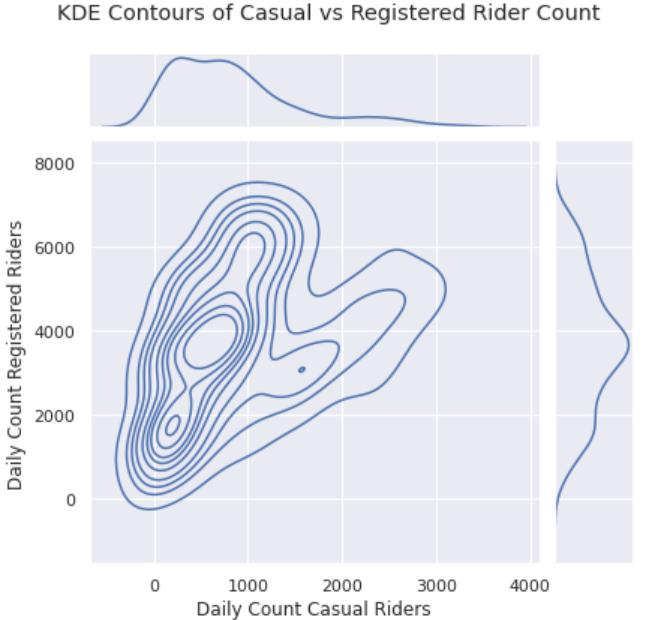 KDE Contours of Casual vs Registered Rider Count
8000
6000
4000
2000
0
Daily Count Registered Riders
0 1000 2000 3000 4000
Daily Count Casual Riders